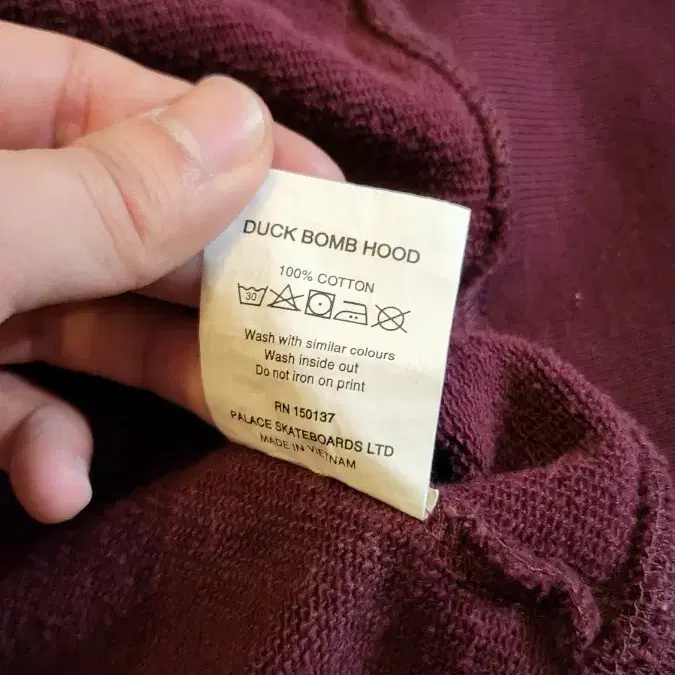 DUCK BOMB HOOD
100% COTTON
30
Wash with similar colours
Wash inside out
Do not iron on print
RN 150137
PALACE SKATEBOARDS LTD
MADE IN VIETNAM